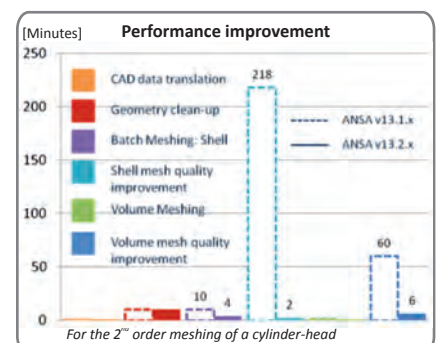 [Minutes] Performance improvement
250
200
150
100
50
0
CAD data translation
Geometry clean-up
Batch Meshing: Shell
Shell mesh quality
improvement
Volume Meshing
Volume mesh quality
improvement
218
ANSA v13.1.x
ANSA v13.2.x
10
4
2
60
6
For the 2nd order meshing of a cylinder-head